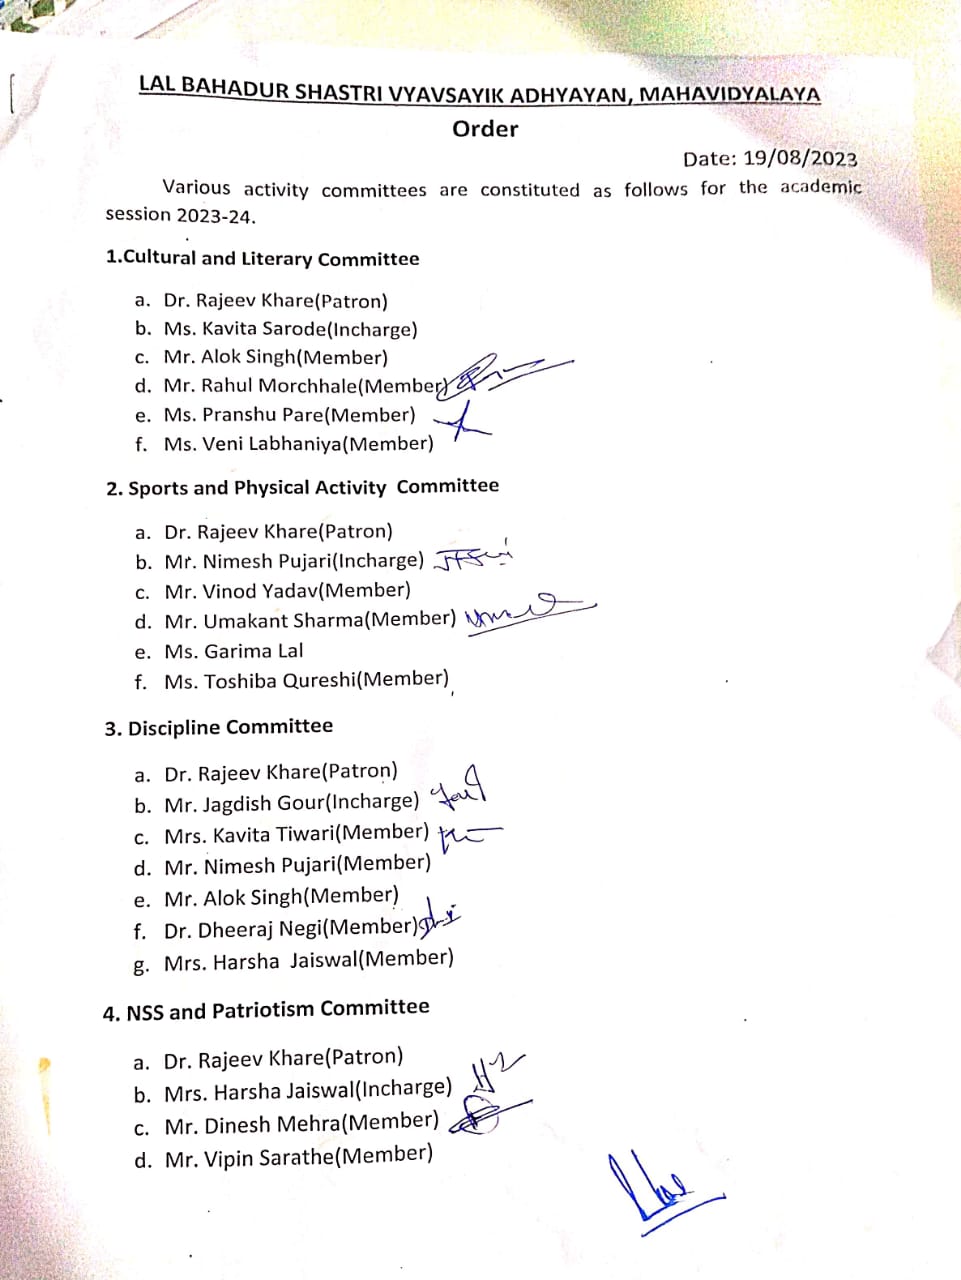 LAL BAHADUR SHASTRI VYAVSAYIK ADHYAYAN, MAHAVIDYALAYA
Order
Date: 19/08/2023
Various activity committees are constituted as follows for the academic
session 2023-24.
1.Cultural and Literary Committee
a. Dr. Rajeev Khare(Patron)
b. Ms. Kavita Sarode(Incharge)
c. Mr. Alok Singh(Member)
d. Mr. Rahul Morchhale(Member)
e. Ms. Pranshu Pare(Member)
f. Ms. Veni Labhaniya(Member)
2. Sports and Physical Activity Committee
a. Dr. Rajeev Khare(Patron)
b. Mr. Nimesh Pujari(Incharge)
c. Mr. Vinod Yadav(Member)
d. Mr. Umakant Sharma(Member)
e. Ms. Garima Lal
f. Ms. Toshiba Qureshi(Member)
3. Discipline Committee
a. Dr. Rajeev Khare(Patron)
b. Mr. Jagdish Gour(Incharge)
c. Mrs. Kavita Tiwari(Member)
d. Mr. Nimesh Pujari(Member)
e. Mr. Alok Singh(Member)
f. Dr. Dheeraj Negi(Member)
g. Mrs. Harsha Jaiswal(Member)
4. NSS and Patriotism Committee
a. Dr. Rajeev Khare(Patron)
b. Mrs. Harsha Jaiswal(Incharge)
c. Mr. Dinesh Mehra(Member)
d. Mr. Vipin Sarathe(Member)